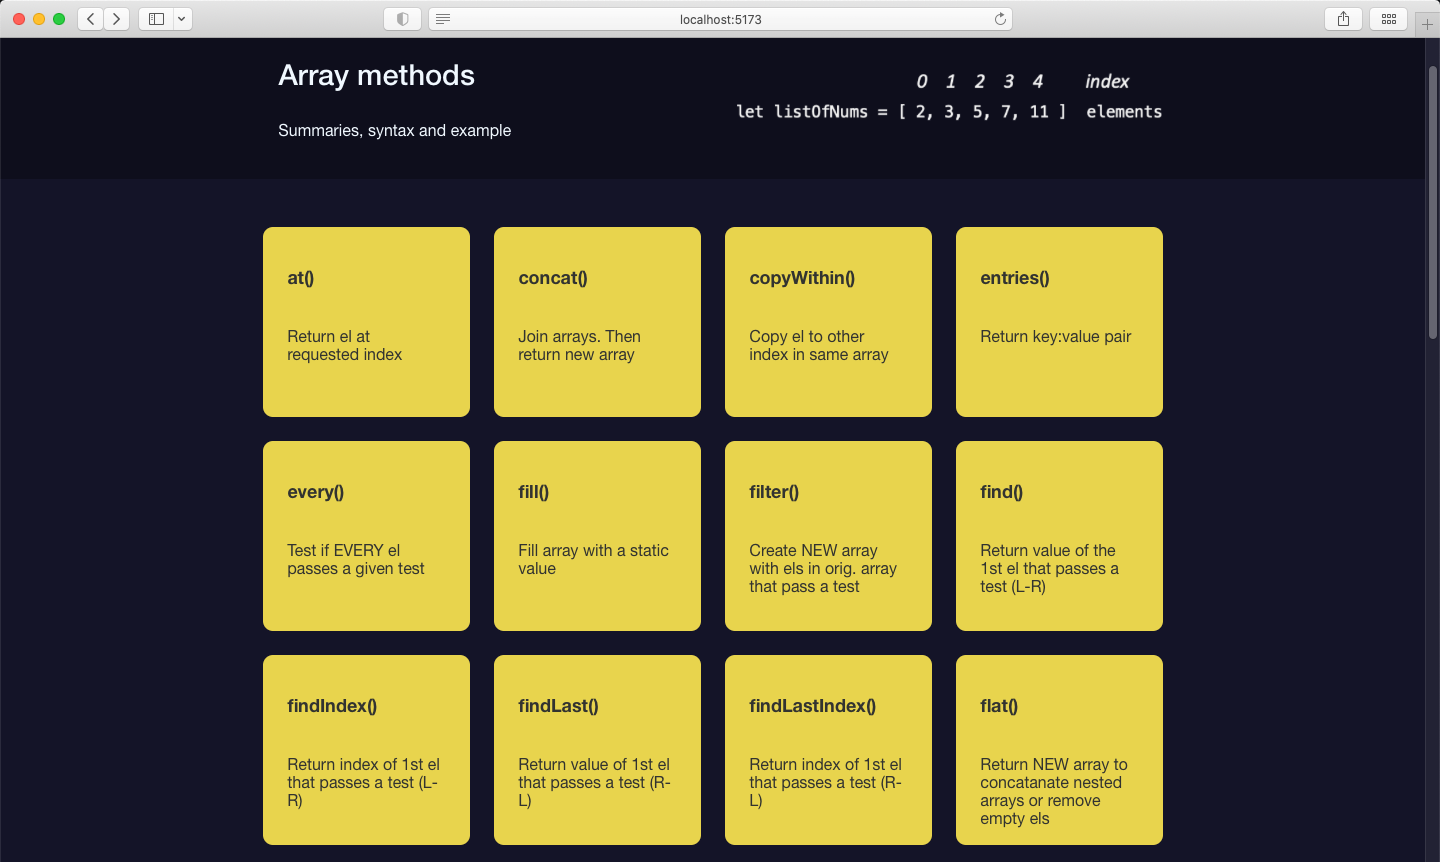 localhost:5173
Array methods
Summaries, syntax and example
0 1 2 3 4 index
let listOfNums = [ 2, 3, 5, 7, 11 ] elements
at()
Return el at
requested index
concat()
Join arrays. Then
return new array
copyWithin()
Copy el to other
index in same array
entries()
Return key:value pair
every()
Test if EVERY el
passes a given test
fill()
Fill array with a static
value
filter()
Create NEW array
with els in orig. array
that pass a test
find()
Return value of the
1st el that passes a
test (L-R)
findIndex()
Return index of 1st el
that passes a test (L-
R)
findLast()
Return value of 1st el
that passes a test (R-
L)
findLastIndex()
Return index of 1st el
that passes a test (R-
L)
flat()
Return NEW array to
concatanate nested
arrays or remove
empty els